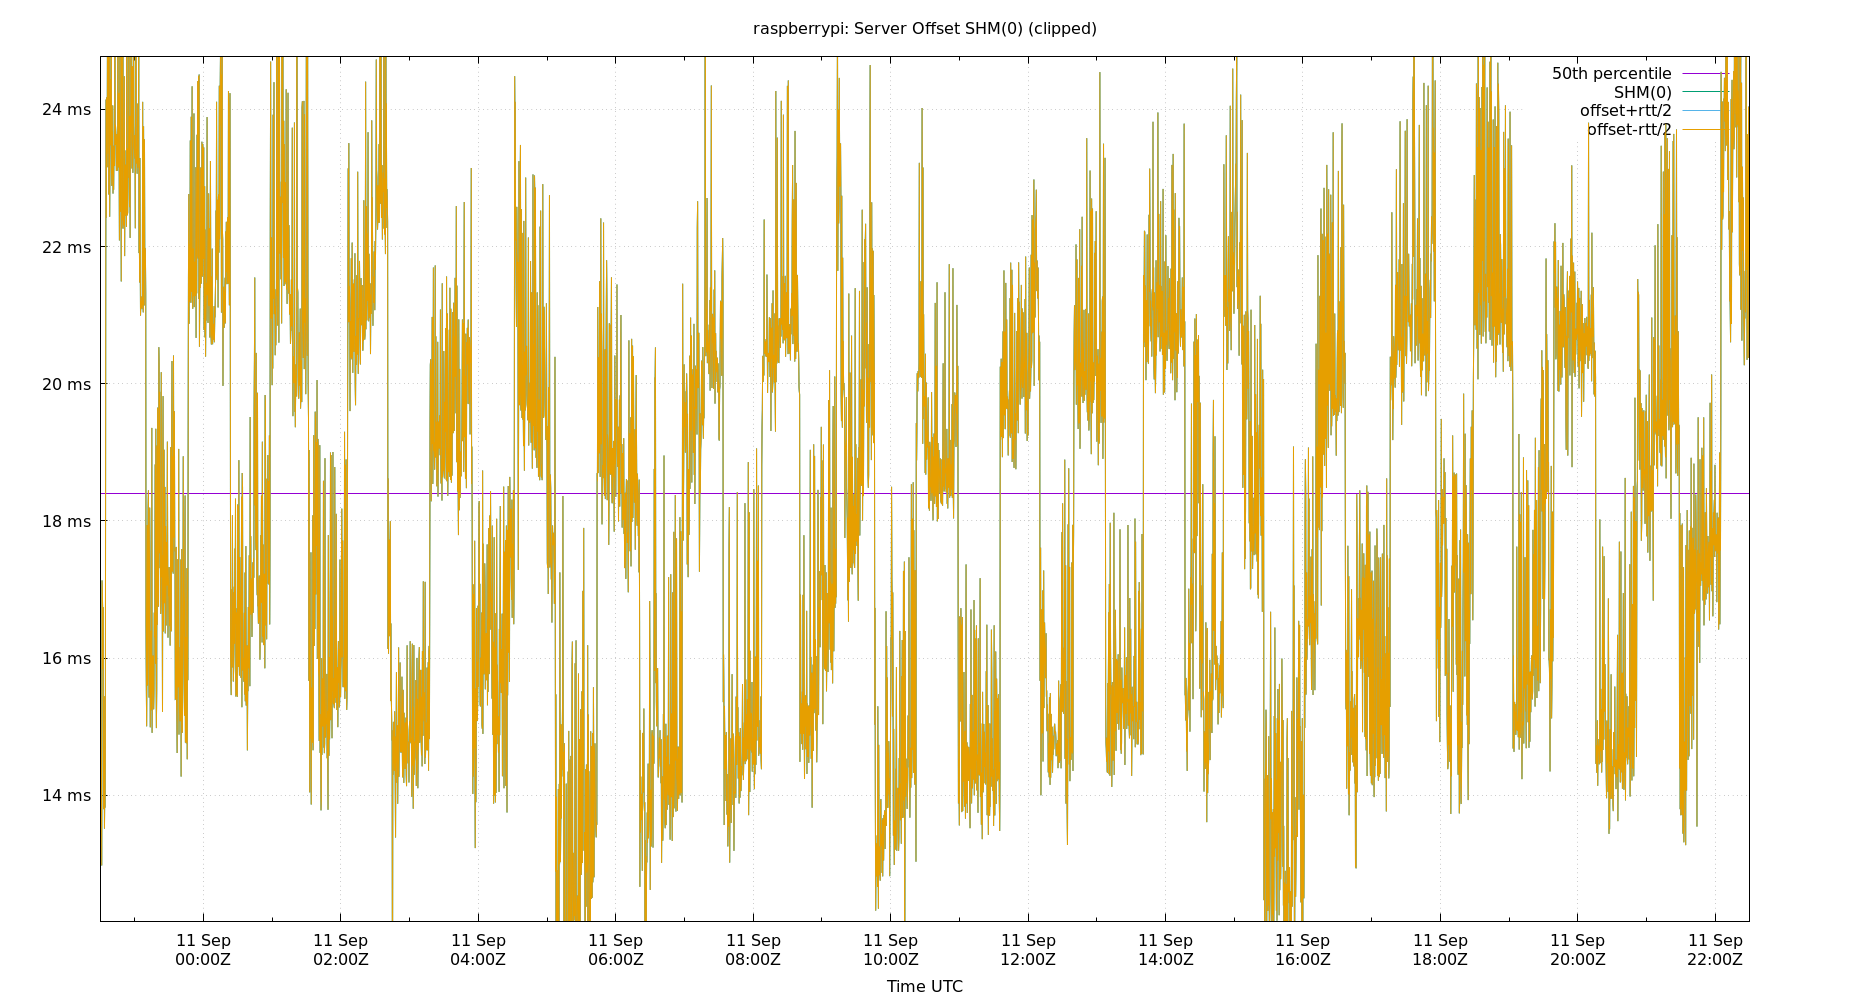 raspberrypi: Server Offset SHM(0) (clipped)
50th percentile
SHM(0)
offset+rtt/2
offset-rtt/2
24 ms
22 ms
20 ms
18 ms
16 ms
14 ms
11 Sep 11 Sep 11 Sep 11 Sep 11 Sep 11 Sep 11 Sep 11 Sep 11 Sep 11 Sep 11 Sep 11 Sep
00:00Z 02:00Z 04:00Z 06:00Z 08:00Z 10:00Z 12:00Z 14:00Z 16:00Z 18:00Z 20:00Z 22:00Z
Time UTC